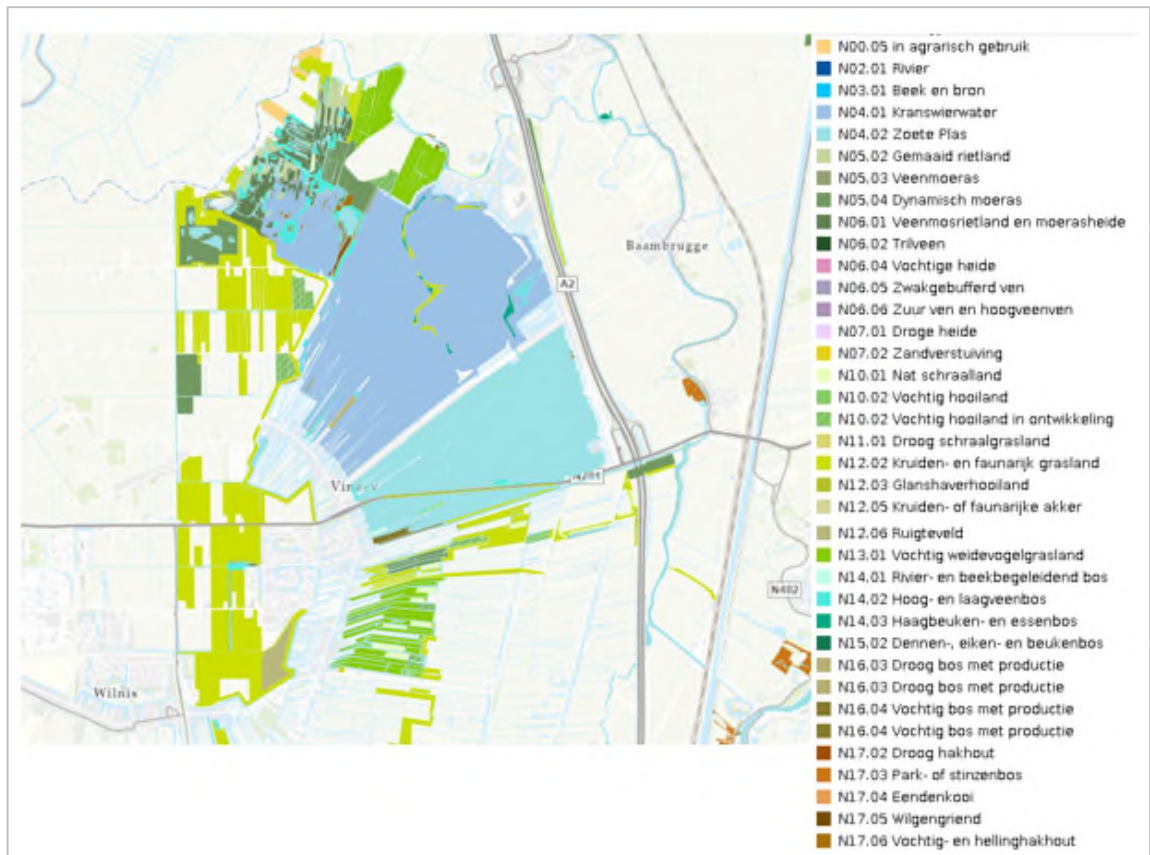 N00.05 in agrarisch gebruik
N02.01 Rivier
N03.01 Beek en bron
N04.01 Kranswierwater
N04.02 Zoete Plas
N05.02 Gemaaid rietland
N05.03 Veenmoeras
N05.04 Dynamisch moeras
N06.01 Veenmosrietland en moerasheide
N06.02 Trilveen
N06.04 Vochtige heide
N06.05 Zwakgebufferd ven
N06.06 Zuur ven en hoogveenven
N07.01 Droge heide
N07.02 Zandverstuiving
N10.01 Nat schraalland
N10.02 Vochtig hooiland
N10.02 Vochtig hooiland in ontwikkeling
N11.01 Droog schraalgrasland
N12.02 Kruiden- en faunarijk grasland
N12.03 Glanshaverhooiland
N12.05 Kruiden- of faunarijke akker
N12.06 Ruigteveld
N13.01 Vochtig weidevogelgrasland
N14.01 Rivier- en beekbegeleidend bos
N14.02 Hoog- en laagveenbos
N14.03 Haagbeuken- en essenbos
N15.02 Dennen-, eiken- en beukenbos
N16.03 Droog bos met productie
N16.03 Droog bos met productie
N16.04 Vochtig bos met productie
N16.04 Vochtig bos met productie
N17.02 Droog hakhout
N17.03 Park- of stinzenbos
N17.04 Eendenkooi
N17.05 Wilgengriend
N17.06 Vochtig- en hellinghakhout
Baambrugge
A2
N402
Wilnis